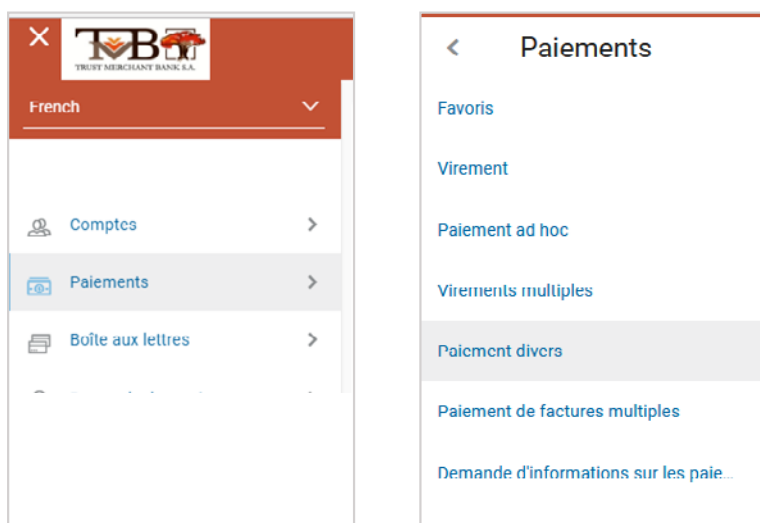 TMB
TRUST MERCHANT BANK S.A.
French
Comptes
Paiements
Boîte aux lettres
Paiements
Favoris
Virement
Paiement ad hoc
Virements multiples
Paiement divers
Paiement de factures multiples
Demande d'informations sur les paie...